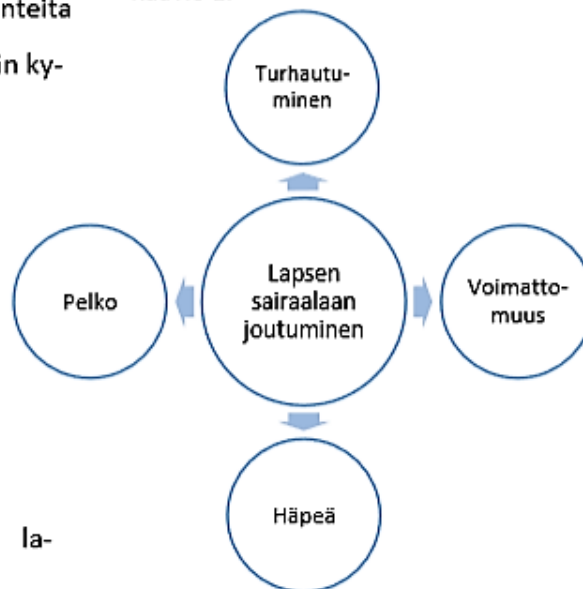 nteita
in ky-
Turhautu-
minen
Pelko
Lapsen
sairaalaan
joutuminen
Voimatto-
muus
Häpeä
la-